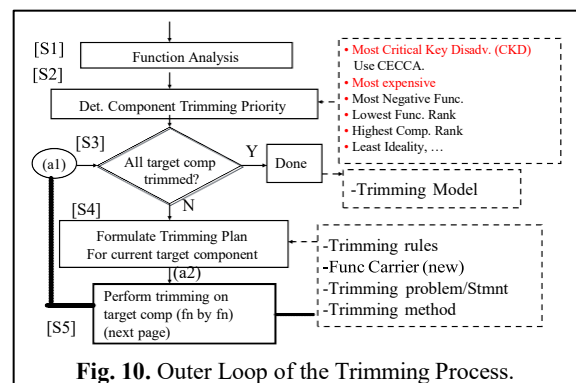 [S1]
Function Analysis
[S2]
Det. Component Trimming Priority
• Most Critical Key Disadv. (CKD)
Use CECCA.
• Most expensive
• Most Negative Func.
• Lowest Func. Rank
• Highest Comp. Rank
• Least Ideality, …
[S3]
(a1)
All target comp
trimmed?
Y
Done
-Trimming Model
N
[S4]
Formulate Trimming Plan
For current target component
(a2)
-Trimming rules
-Func Carrier (new)
-Trimming problem/Stmnt
-Trimming method
[S5]
Perform trimming on
target comp (fn by fn)
(next page)
Fig. 10. Outer Loop of the Trimming Process.